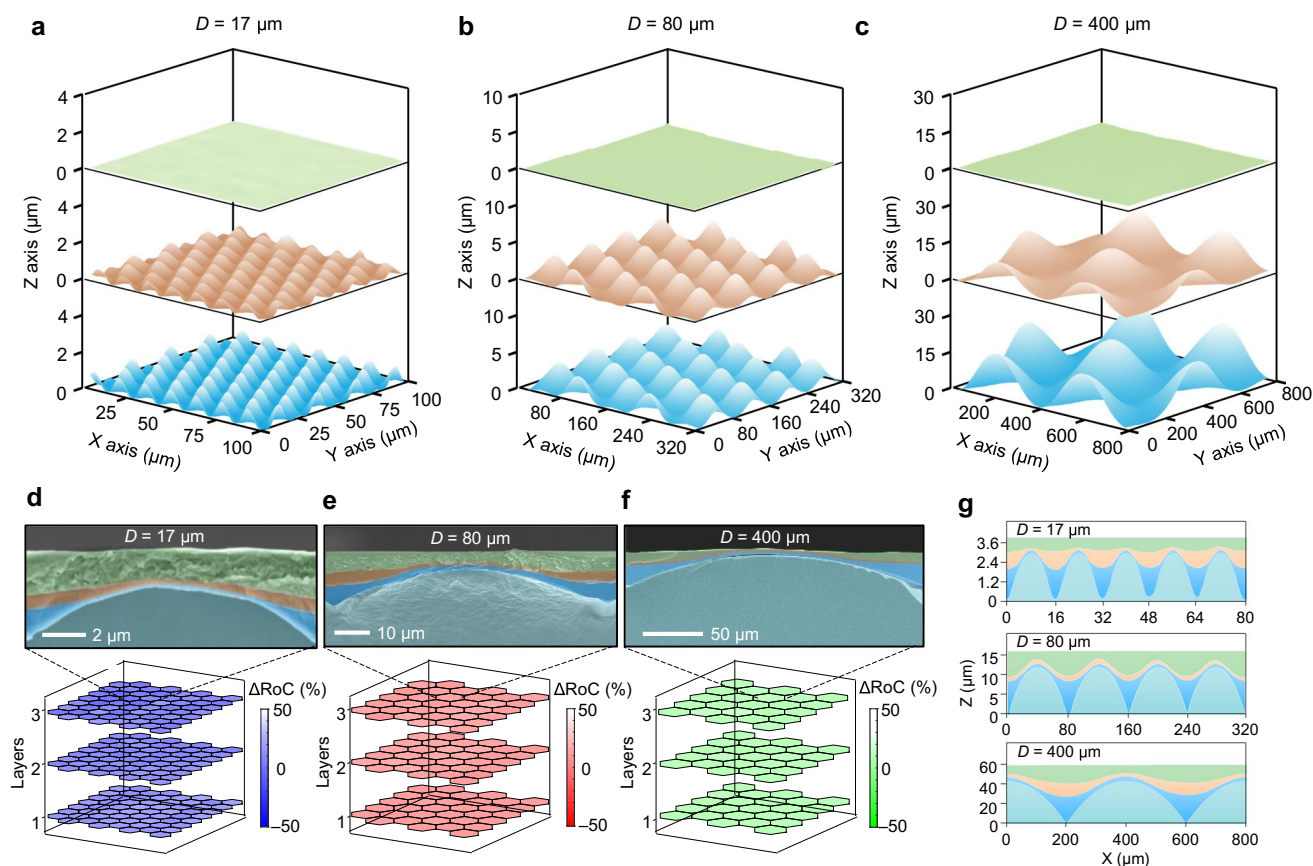 a
D = 17 µm
b
D = 80 µm
c
D = 400 µm
4
2
0
4
2
0
4
2
0
Z axis (µm)
25
50
75
100
X axis (µm)
0
25
50
75
100
Y axis (µm)
10
5
0
10
5
0
10
5
0
Z axis (µm)
80
160
240
320
X axis (µm)
0
80
160
240
320
Y axis (µm)
30
15
0
30
15
0
30
15
0
Z axis (µm)
200
400
600
800
X axis (µm)
0
200
400
600
800
Y axis (µm)
d
D = 17 µm
2 µm
e
D = 80 µm
10 µm
f
D = 400 µm
50 µm
Layers
3
2
1
ΔRoC (%)
50
0
–50
Layers
3
2
1
ΔRoC (%)
50
0
–50
Layers
3
2
1
ΔRoC (%)
50
0
–50
g
D = 17 µm
3.6
2.4
1.2
0
0 16 32 48 64 80
D = 80 µm
Z (µm)
15
10
5
0
0 80 160 240 320
D = 400 µm
60
40
20
0
0 200 400 600 800
X (µm)